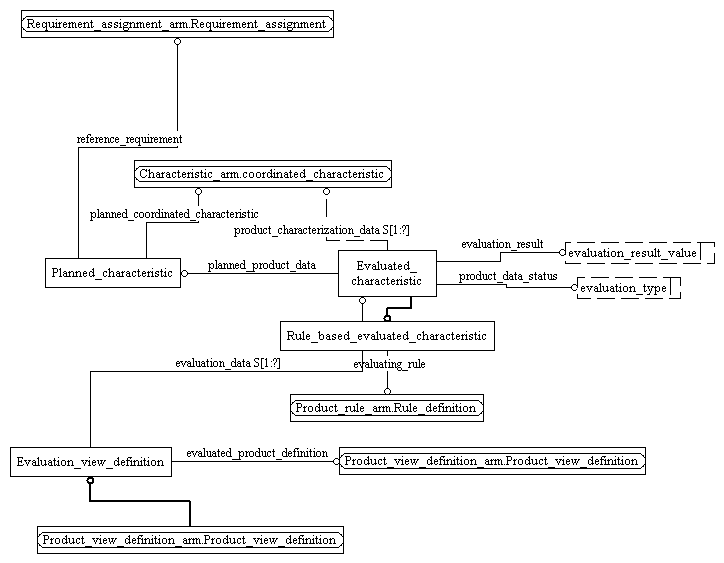 Requirement_assignment_arm.Requirement_assignment
reference_requirement
Characteristic_arm.coordinated_characteristic
planned_coordinated_characteristic
product_characterization_data S[1:?]
evaluation_result
evaluation_result_value
Planned_characteristic
planned_product_data
Evaluated_
characteristic
product_data_status
evaluation_type
Rule_based_evaluated_characteristic
evaluation_data S[1:?]
evaluating_rule
Product_rule_arm.Rule_definition
Evaluation_view_definition
evaluated_product_definition
Product_view_definition_arm.Product_view_definition
Product_view_definition_arm.Product_view_definition